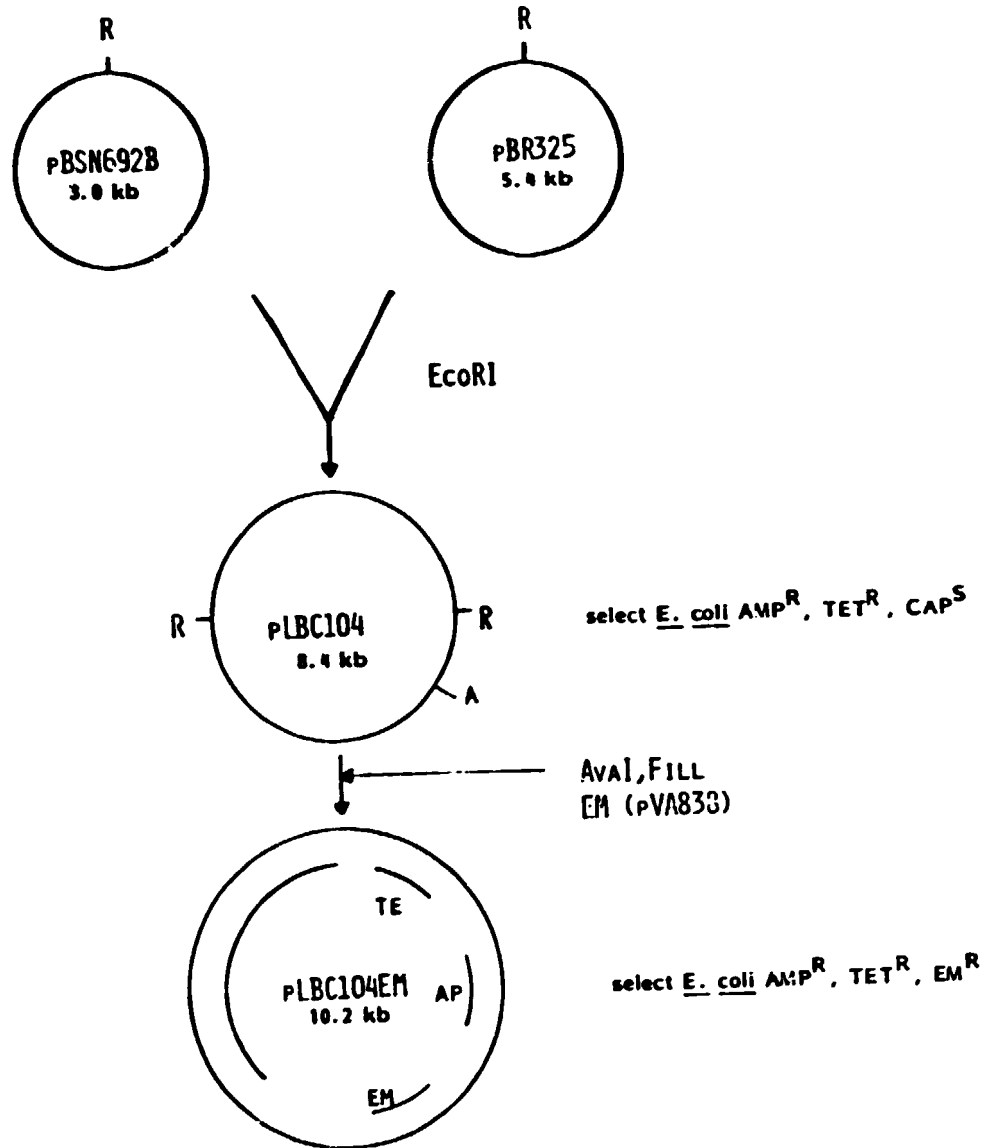 R
R
pBSN692B
3.0 kb
pBR325
5.4 kb
EcoRI
R
R
pLBC104
8.4 kb
A
select E. coli AMP^R, TET^R, CAP^S
AvaI, FILL
EM (pVA838)
TE
pLBC104EM
10.2 kb
AP
EM
select E. coli AMP^R, TET^R, EM^R